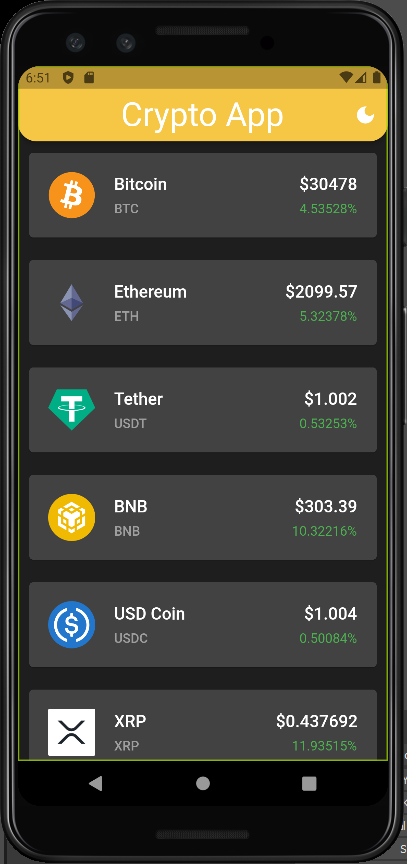 6:51
Crypto App
Bitcoin $30478
BTC 4.53528%
Ethereum $2099.57
ETH 5.32378%
Tether $1.002
USDT 0.53253%
BNB $303.39
BNB 10.32216%
USD Coin $1.004
USDC 0.50084%
XRP $0.437692
XRP 11.93515%